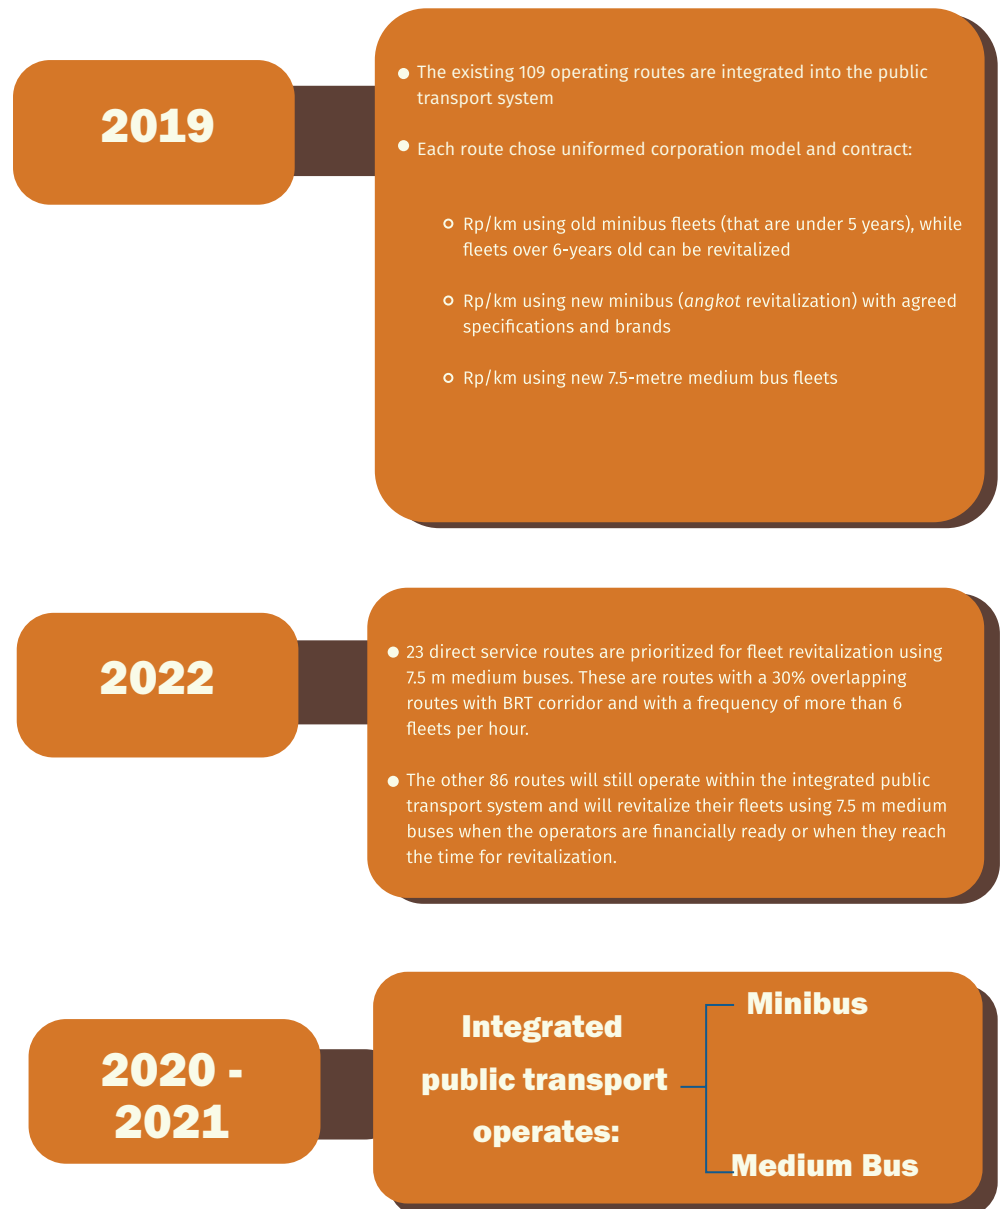 2019
The existing 109 operating routes are integrated into the public
transport system
Each route chose uniformed corporation model and contract:
Rp/km using old minibus fleets (that are under 5 years), while
fleets over 6-years old can be revitalized
Rp/km using new minibus (angkot revitalization) with agreed
specifications and brands
Rp/km using new 7.5-metre medium bus fleets
2022
23 direct service routes are prioritized for fleet revitalization using
7.5 m medium buses. These are routes with a 30% overlapping
routes with BRT corridor and with a frequency of more than 6
fleets per hour.
The other 86 routes will still operate within the integrated public
transport system and will revitalize their fleets using 7.5 m medium
buses when the operators are financially ready or when they reach
the time for revitalization.
2020 -
2021
Integrated
public transport
operates:
Minibus
Medium Bus